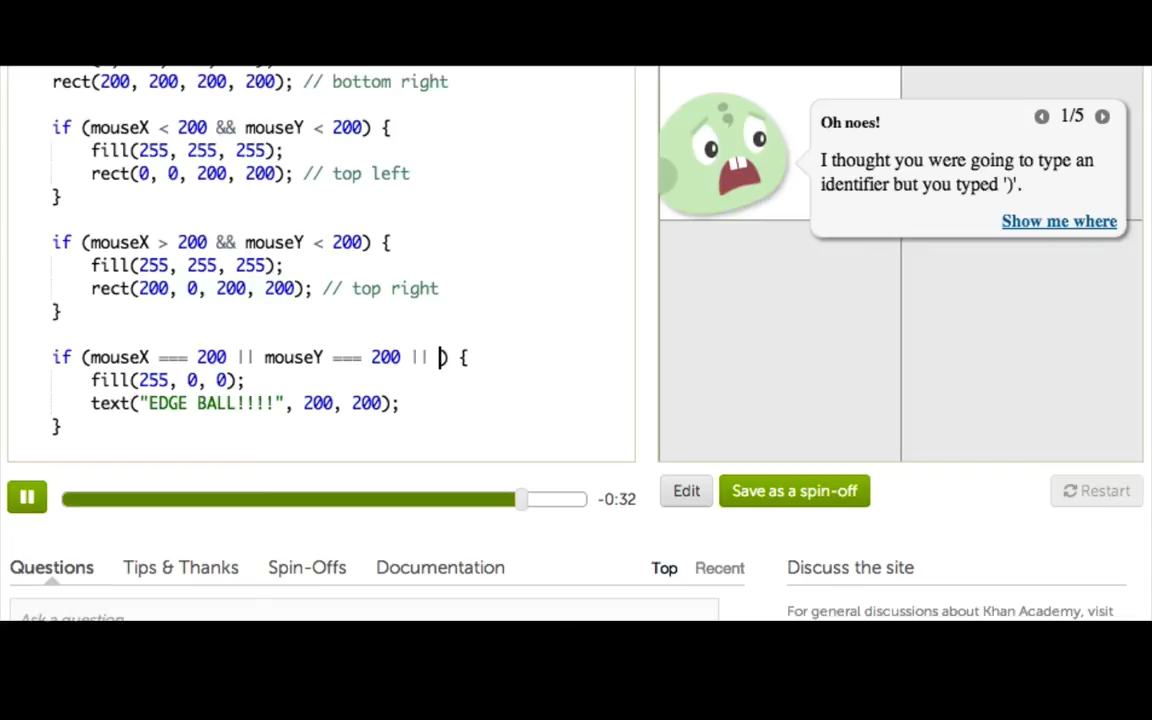 rect(200, 200, 200, 200); // bottom right
if (mouseX < 200 && mouseY < 200) {
fill(255, 255, 255);
rect(0, 0, 200, 200); // top left
}
if (mouseX > 200 && mouseY < 200) {
fill(255, 255, 255);
rect(200, 0, 200, 200); // top right
}
if (mouseX === 200 || mouseY === 200 || ) {
fill(255, 0, 0);
text("EDGE BALL!!!!", 200, 200);
}
Oh noes!
1/5
I thought you were going to type an
identifier but you typed ')'.
Show me where
-0:32
Edit
Save as a spin-off
Restart
Questions
Tips & Thanks
Spin-Offs
Documentation
Top
Recent
Discuss the site
Ask a question
For general discussions about Khan Academy, visit